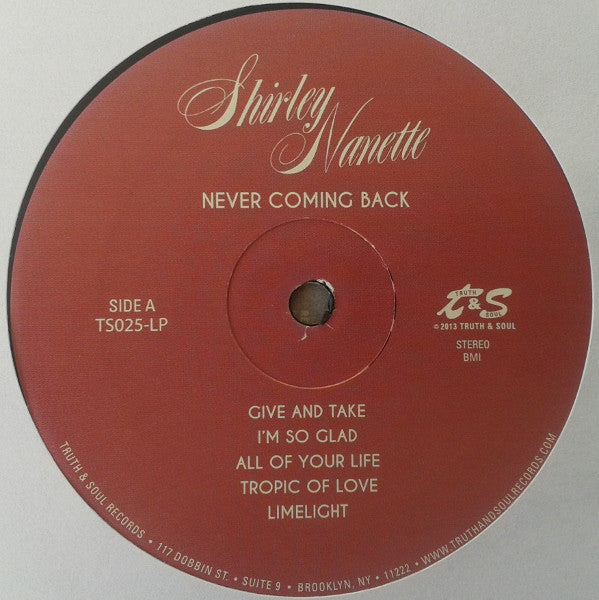 Shirley
Nanette
NEVER COMING BACK
SIDE A
TS025-LP
TRUTH
t&s
SOUL
© 2013 TRUTH & SOUL
STEREO
BMI
GIVE AND TAKE
I'M SO GLAD
ALL OF YOUR LIFE
TROPIC OF LOVE
LIMELIGHT
TRUTH & SOUL RECORDS • 117 DOBBIN ST. • SUITE 9 • BROOKLYN, NY • 11222 • WWW.TRUTHANDSOULRECORDS.COM